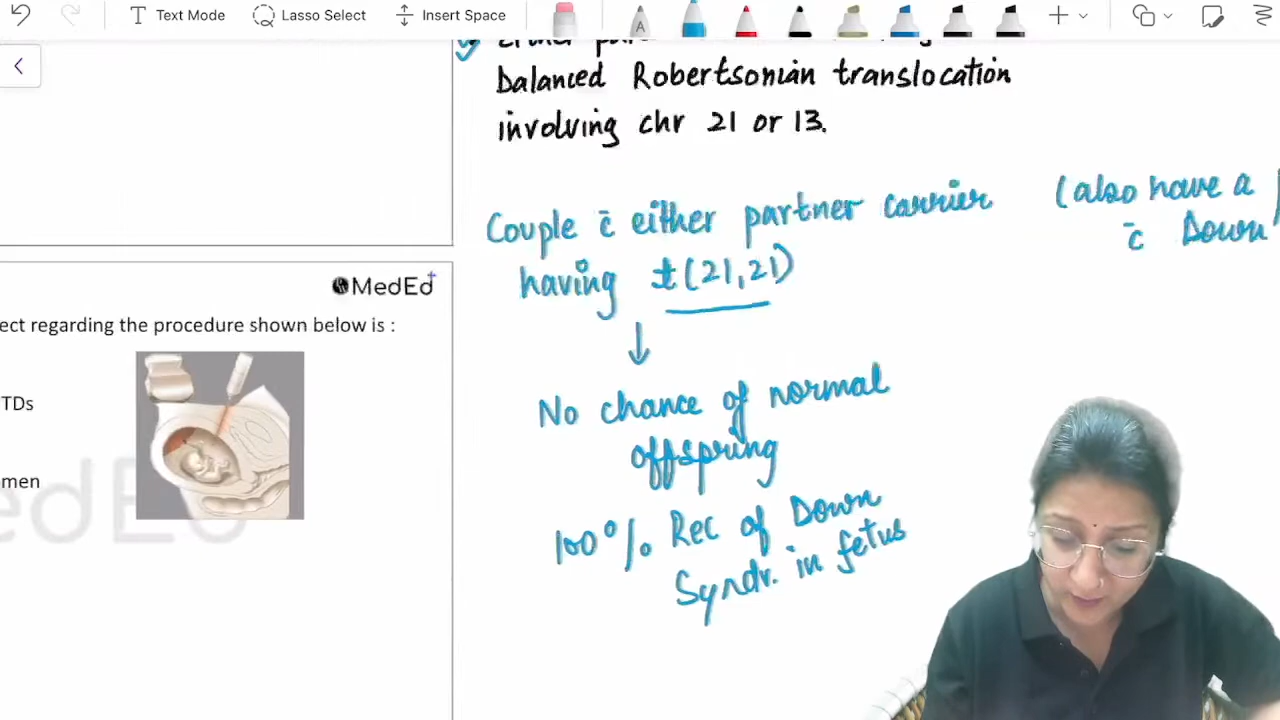 Text Mode
Lasso Select
Insert Space
A
Balanced Robertsonian translocation
involving chr 21 or 13.
Couple c̄ either partner carrier
having t(21,21)
(also have a
c̄ Down
↓
No chance of normal
offspring
100% Rec of Down
Syndr. in fetus
MedEd
ect regarding the procedure shown below is :
TDs
men
edEd